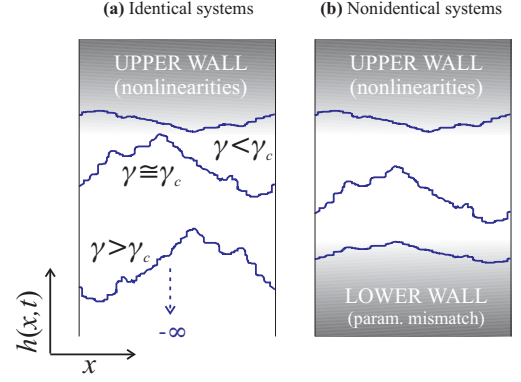 (a) Identical systems
UPPER WALL
(nonlinearities)
γ<γc
γ≅γc
γ>γc
-∞
h(x,t)
x
(b) Nonidentical systems
UPPER WALL
(nonlinearities)
LOWER WALL
(param. mismatch)